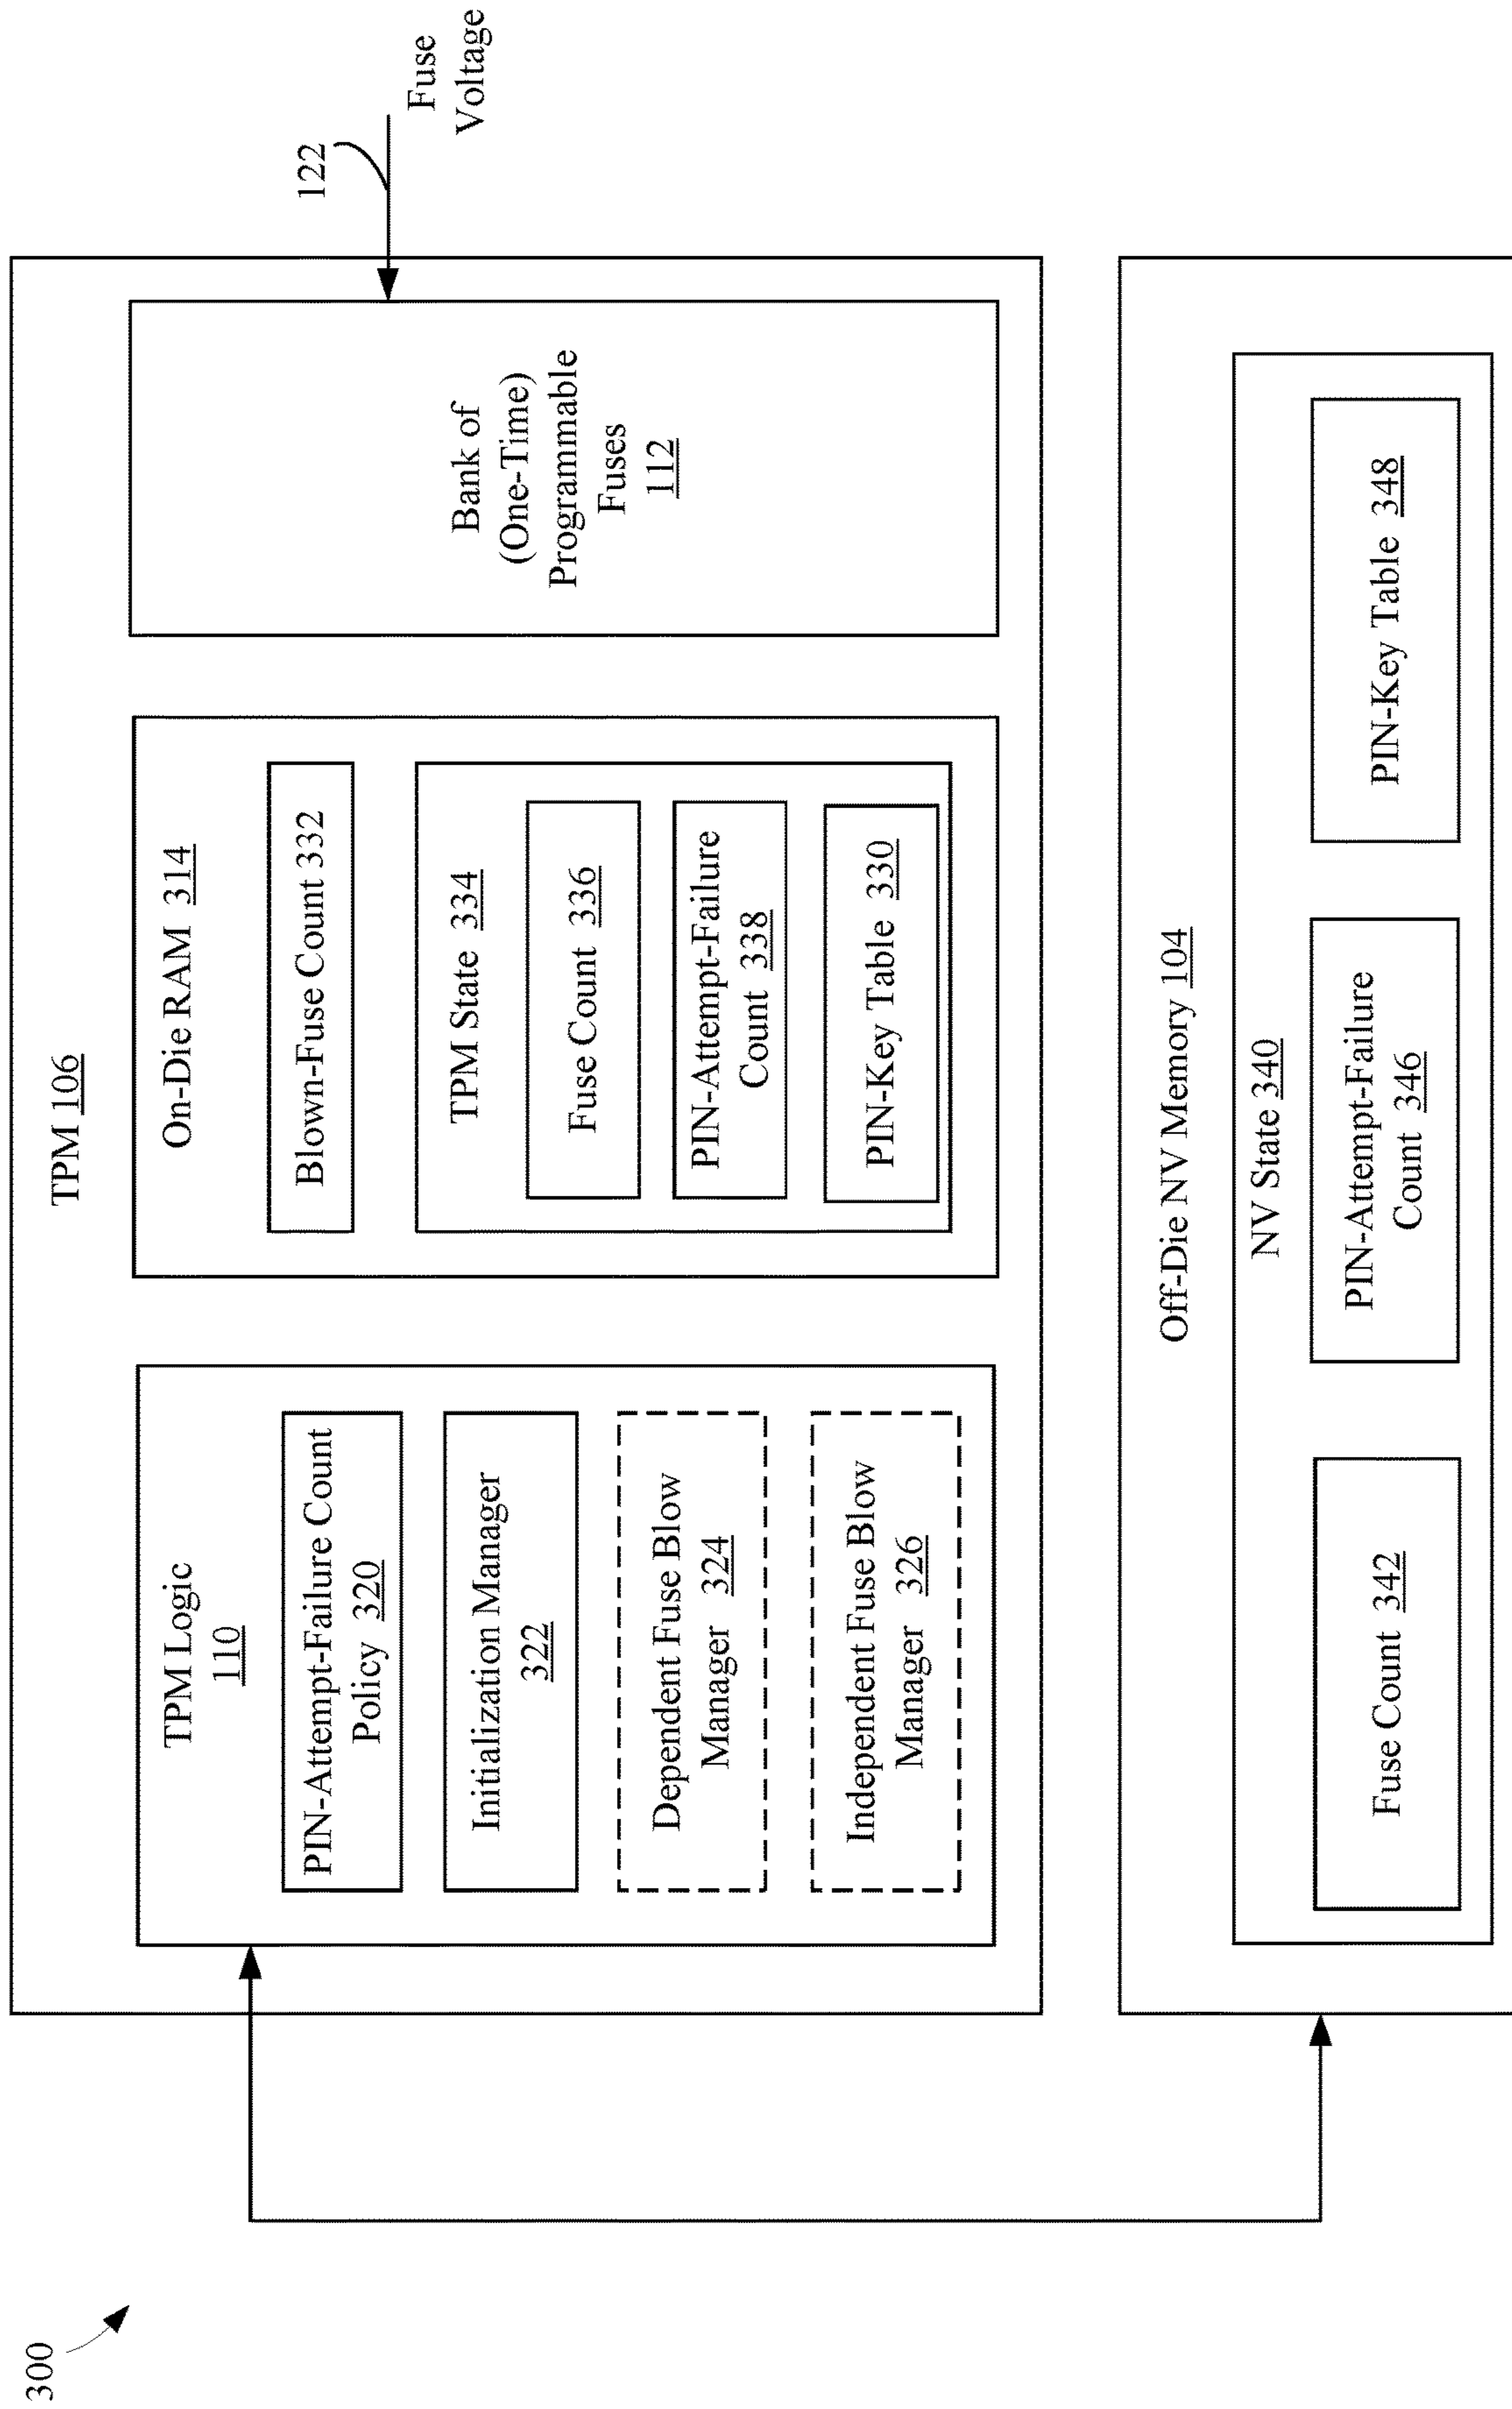 300
TPM 106
TPM Logic
110
PIN-Attempt-Failure Count
Policy 320
Initialization Manager
322
Dependent Fuse Blow
Manager 324
Independent Fuse Blow
Manager 326
On-Die RAM 314
Blown-Fuse Count 332
TPM State 334
Fuse Count 336
PIN-Attempt-Failure
Count 338
PIN-Key Table 330
Bank of
(One-Time)
Programmable
Fuses
112
122
Fuse
Voltage
Off-Die NV Memory 104
NV State 340
Fuse Count 342
PIN-Attempt-Failure
Count 346
PIN-Key Table 348